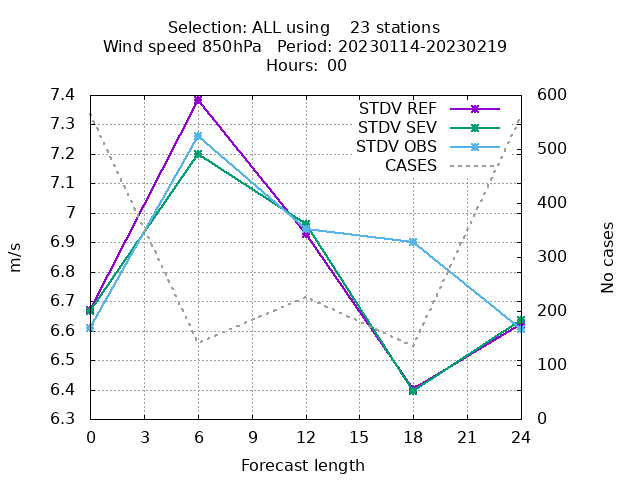 Selection: ALL using    23 stations
Wind speed 850hPa   Period: 20230114-20230219
Hours: 00
7.4
7.3
7.2
7.1
7
6.9
6.8
6.7
6.6
6.5
6.4
6.3
m/s
STDV REF
STDV SEV
STDV OBS
CASES
600
500
400
300
200
100
0
No cases
0 3 6 9 12 15 18 21 24
Forecast length